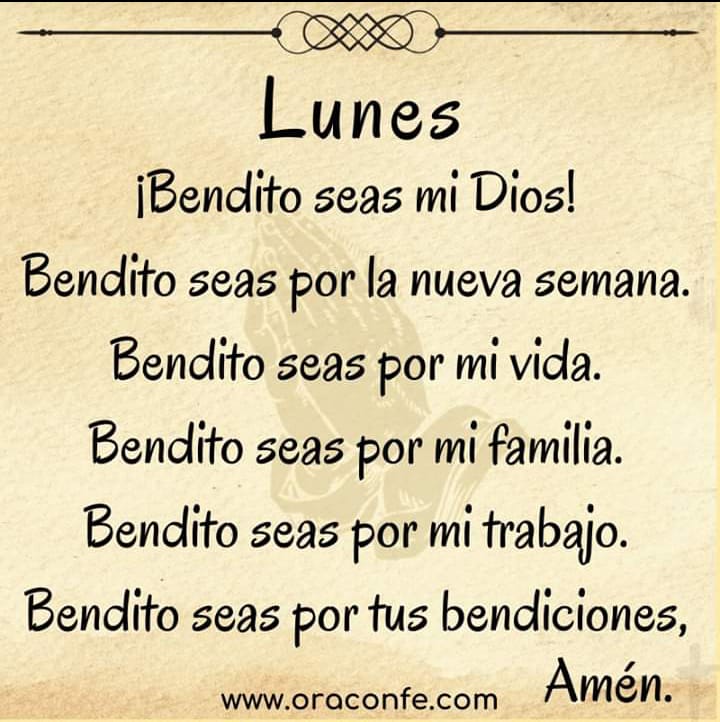 Lunes
¡Bendito seas mi Dios!
Bendito seas por la nueva semana.
Bendito seas por mi vida.
Bendito seas por mi familia.
Bendito seas por mi trabajo.
Bendito seas por tus bendiciones,
Amén.
www.oraconfe.com